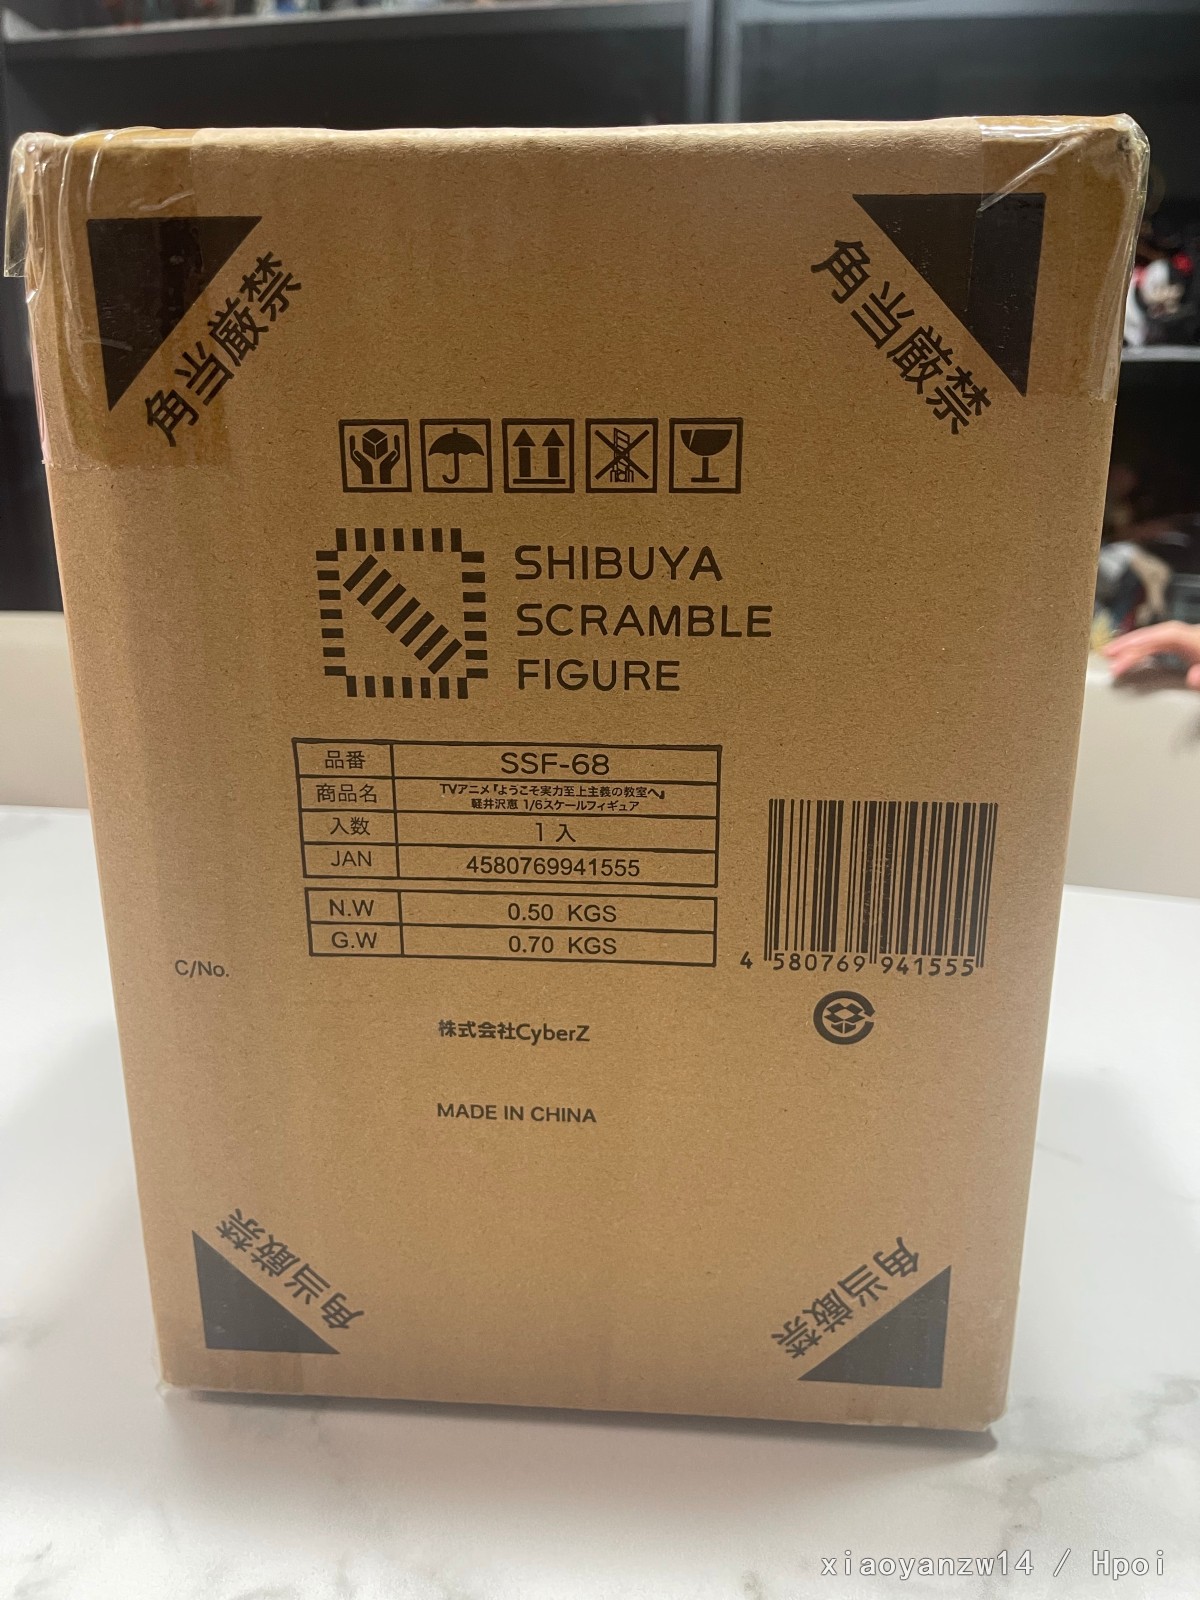 角当厳禁
角当厳禁
SHIBUYA
SCRAMBLE
FIGURE
品番 SSF-68
商品名 TVアニメ『ようこそ実力至上主義の教室へ』
軽井沢恵 1/6スケールフィギュア
入数 1入
JAN 4580769941555
N.W 0.50 KGS
G.W 0.70 KGS
4 580769 941555
C/No.
株式会社CyberZ
MADE IN CHINA
角当厳禁
角当厳禁
xiaoyanzw14 / Hpoi